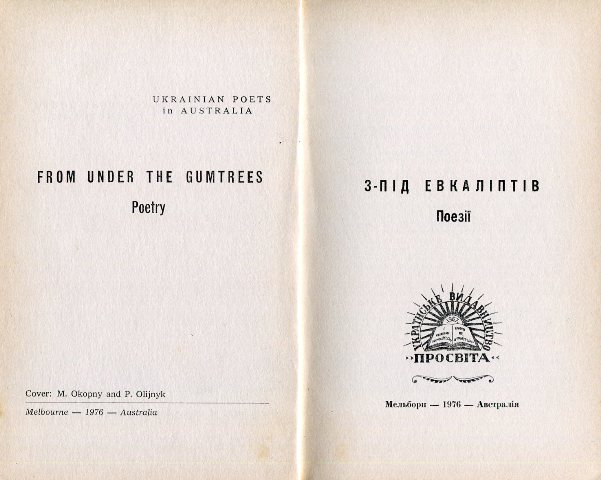 UKRAINIAN POETS
in AUSTRALIA
FROM UNDER THE GUMTREES
Poetry
Cover: M. Okopny and P. Olijnyk
Melbourne — 1976 — Australia
З-ПІД ЕВКАЛІПТІВ
Поезії
УКРАЇНСЬКЕ ВИДАВНИЦТВО
ПРОСВІТА
Мельборн — 1976 — Австралія